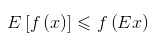 E [f (x)] ⩽ f (Ex)